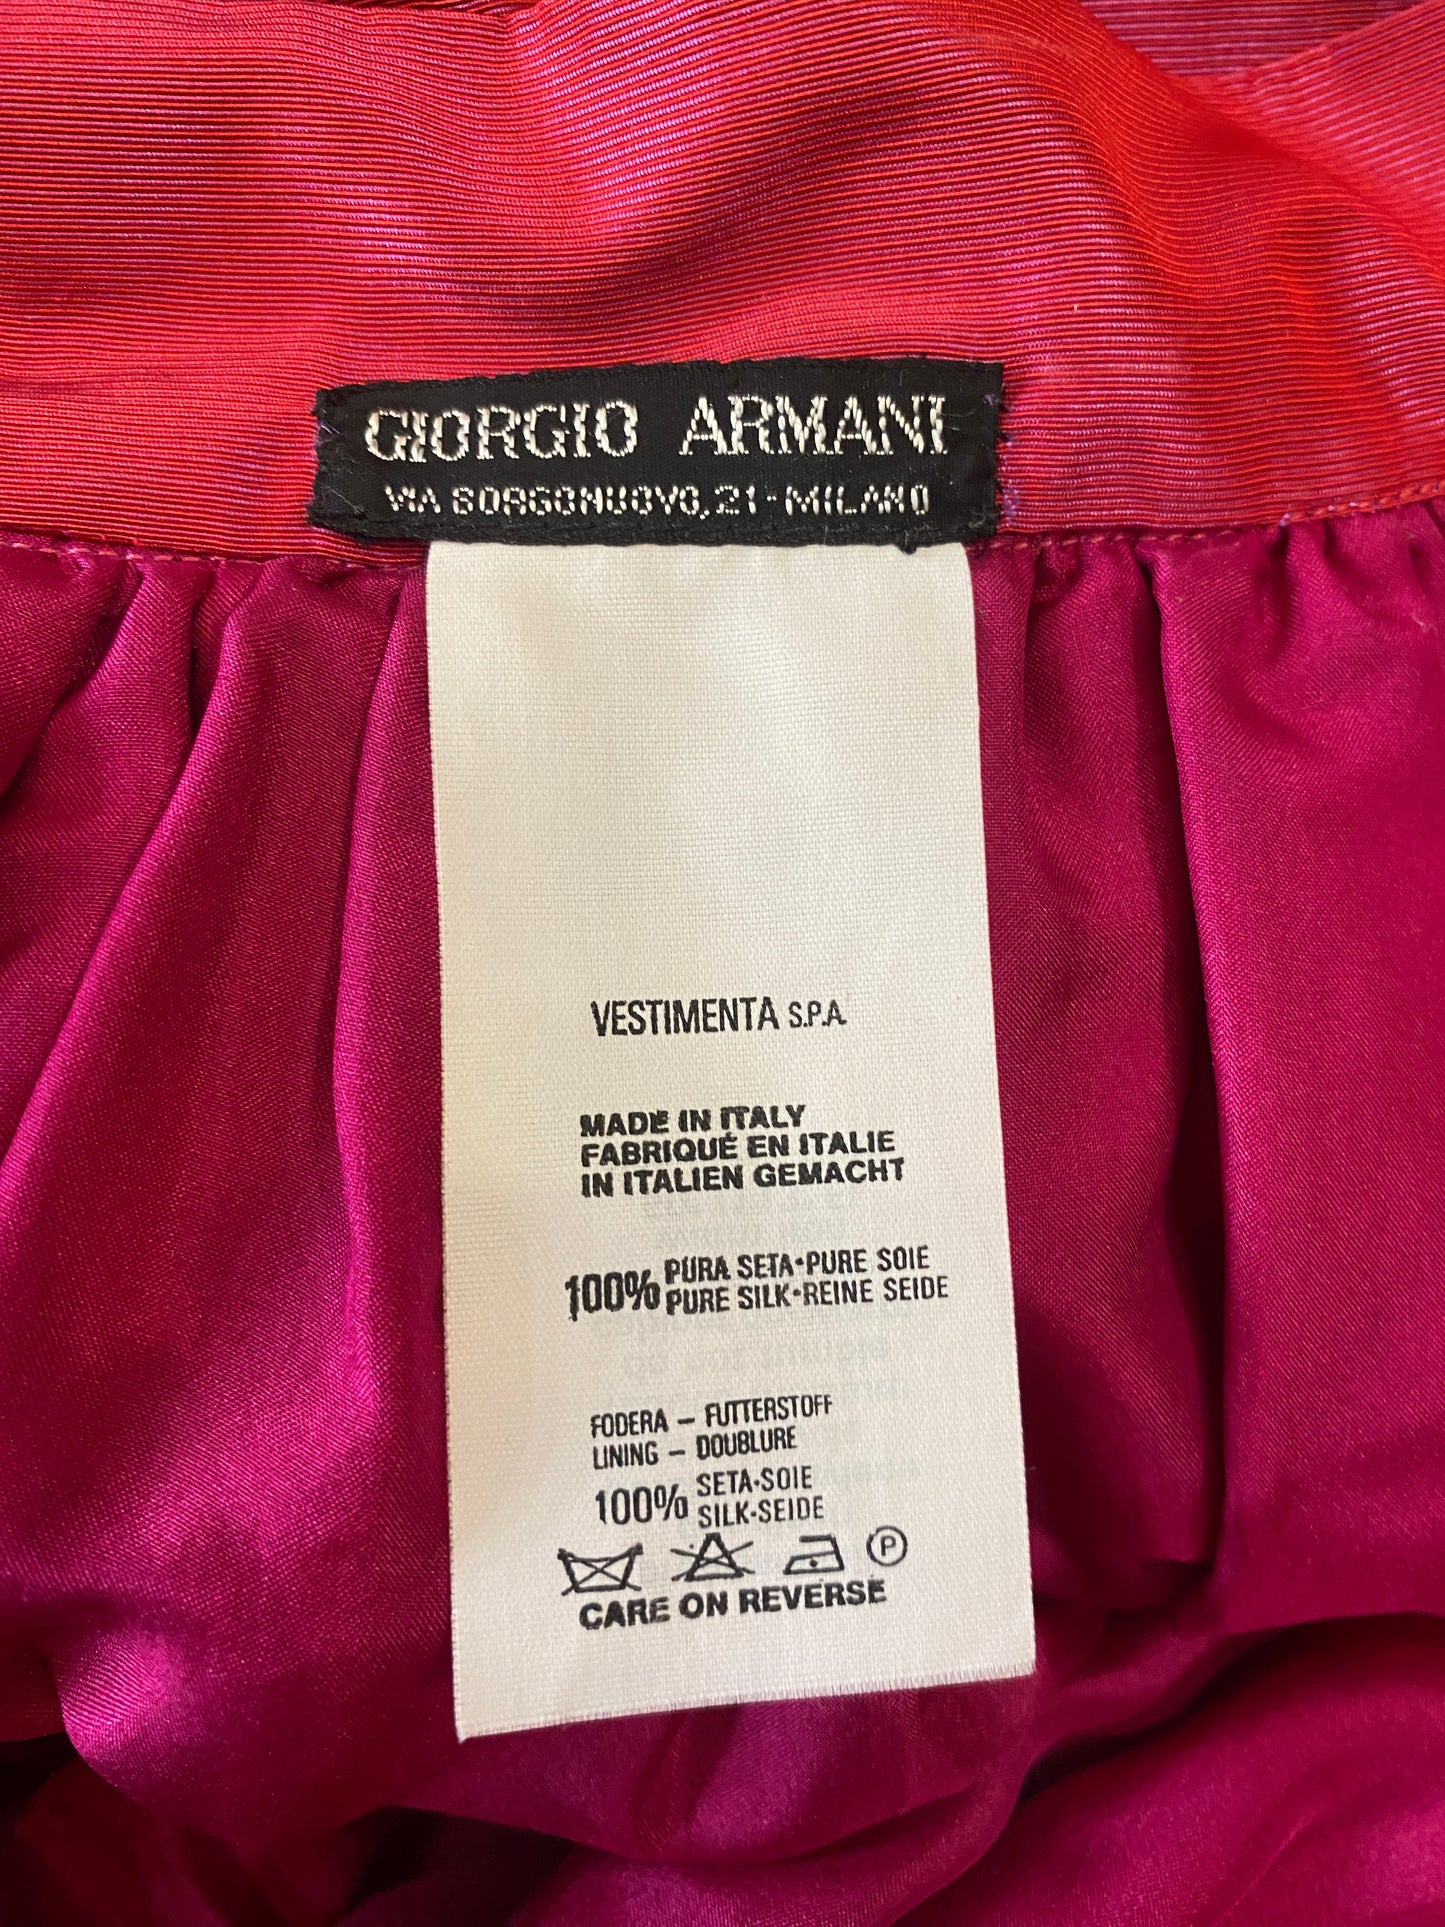 GIORGIO ARMANI
VIA BORGONUOVO, 21 - MILANO
VESTIMENTA S.P.A.
MADE IN ITALY
FABRIQUÉ EN ITALIE
IN ITALIEN GEMACHT
100% PURA SETA·PURE SOIE
PURE SILK·REINE SEIDE
FODERA – FUTTERSTOFF
LINING – DOUBLURE
100% SETA-SOIE
SILK-SEIDE
P
CARE ON REVERSE